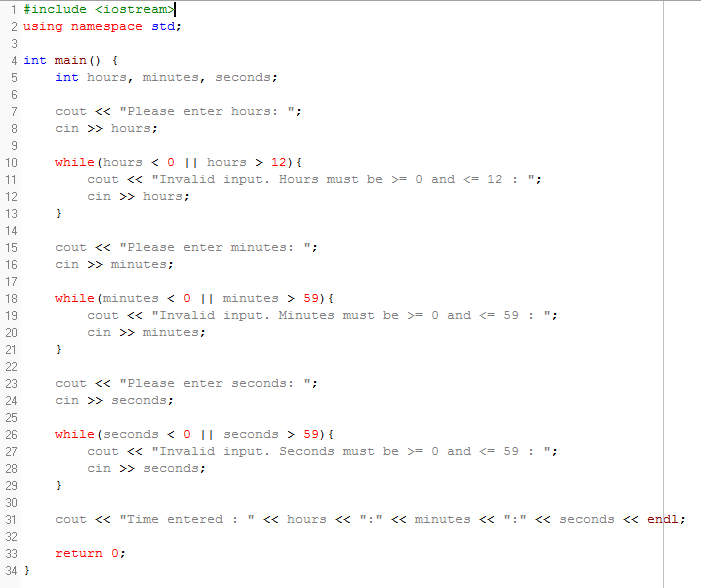 1 #include <iostream>
2 using namespace std;
3
4 int main() {
5     int hours, minutes, seconds;
6
7     cout << "Please enter hours: ";
8     cin >> hours;
9
10     while(hours < 0 || hours > 12){
11         cout << "Invalid input. Hours must be >= 0 and <= 12 : ";
12         cin >> hours;
13     }
14
15     cout << "Please enter minutes: ";
16     cin >> minutes;
17
18     while(minutes < 0 || minutes > 59){
19         cout << "Invalid input. Minutes must be >= 0 and <= 59 : ";
20         cin >> minutes;
21     }
22
23     cout << "Please enter seconds: ";
24     cin >> seconds;
25
26     while(seconds < 0 || seconds > 59){
27         cout << "Invalid input. Seconds must be >= 0 and <= 59 : ";
28         cin >> seconds;
29     }
30
31     cout << "Time entered : " << hours << ":" << minutes << ":" << seconds << endl;
32
33     return 0;
34 }